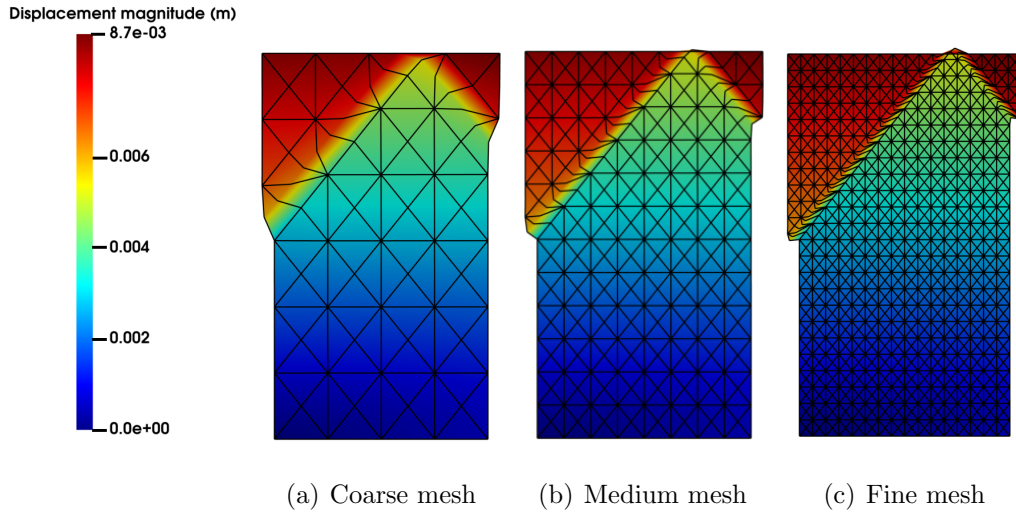 Displacement magnitude (m)
8.7e-03
0.006
0.004
0.002
0.0e+00
(a) Coarse mesh
(b) Medium mesh
(c) Fine mesh